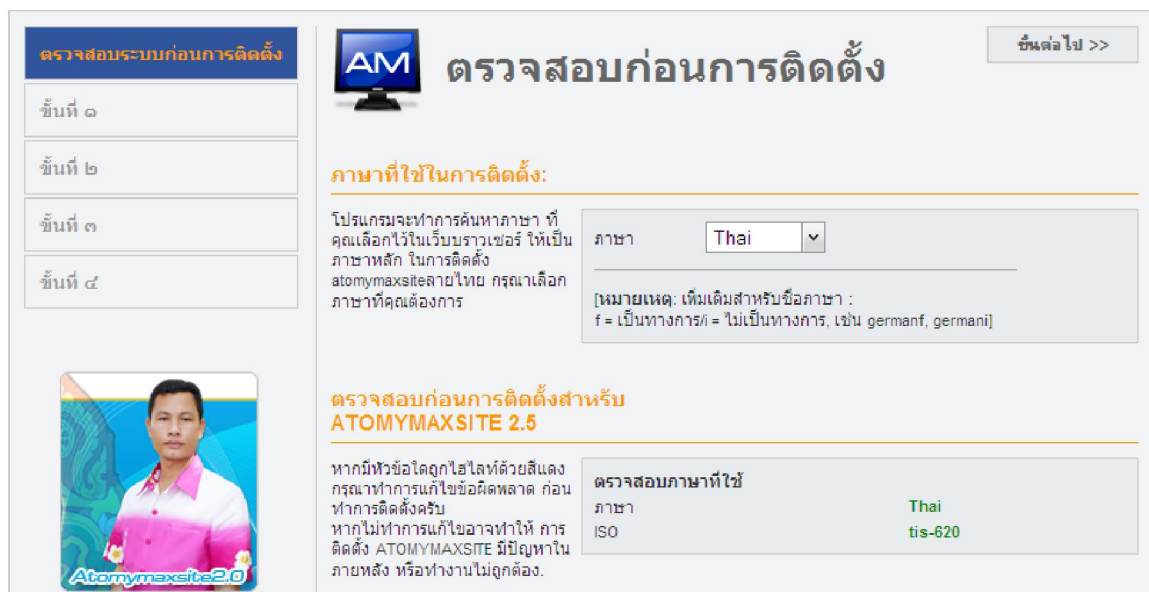 ตรวจสอบระบบก่อนการติดตั้ง
ขั้นที่ ๑
ขั้นที่ ๒
ขั้นที่ ๓
ขั้นที่ ๔
Atomymaxsite2.0
AM
ตรวจสอบก่อนการติดตั้ง
ขั้นต่อไป >>
ภาษาที่ใช้ในการติดตั้ง:
โปรแกรมจะทำการค้นหาภาษา ที่
คุณเลือกไว้ในเว็บบราวเซอร์ ให้เป็น
ภาษาหลัก ในการติดตั้ง
atomymaxsiteลายไทย กรุณาเลือก
ภาษาที่คุณต้องการ
ภาษา Thai
[หมายเหตุ: เพิ่มเติมสำหรับชื่อภาษา :
f = เป็นทางการ/i = ไม่เป็นทางการ, เช่น germanf, germani]
ตรวจสอบก่อนการติดตั้งสำหรับ
ATOMYMAXSITE 2.5
หากมีหัวข้อใดถูกไฮไลท์ด้วยสีแดง
กรุณาทำการแก้ไขข้อผิดพลาด ก่อน
ทำการติดตั้งครับ
หากไม่ทำการแก้ไขอาจทำให้ การ
ติดตั้ง ATOMYMAXSITE มีปัญหาใน
ภายหลัง หรือทำงานไม่ถูกต้อง.
ตรวจสอบภาษาที่ใช้
ภาษา Thai
ISO tis-620